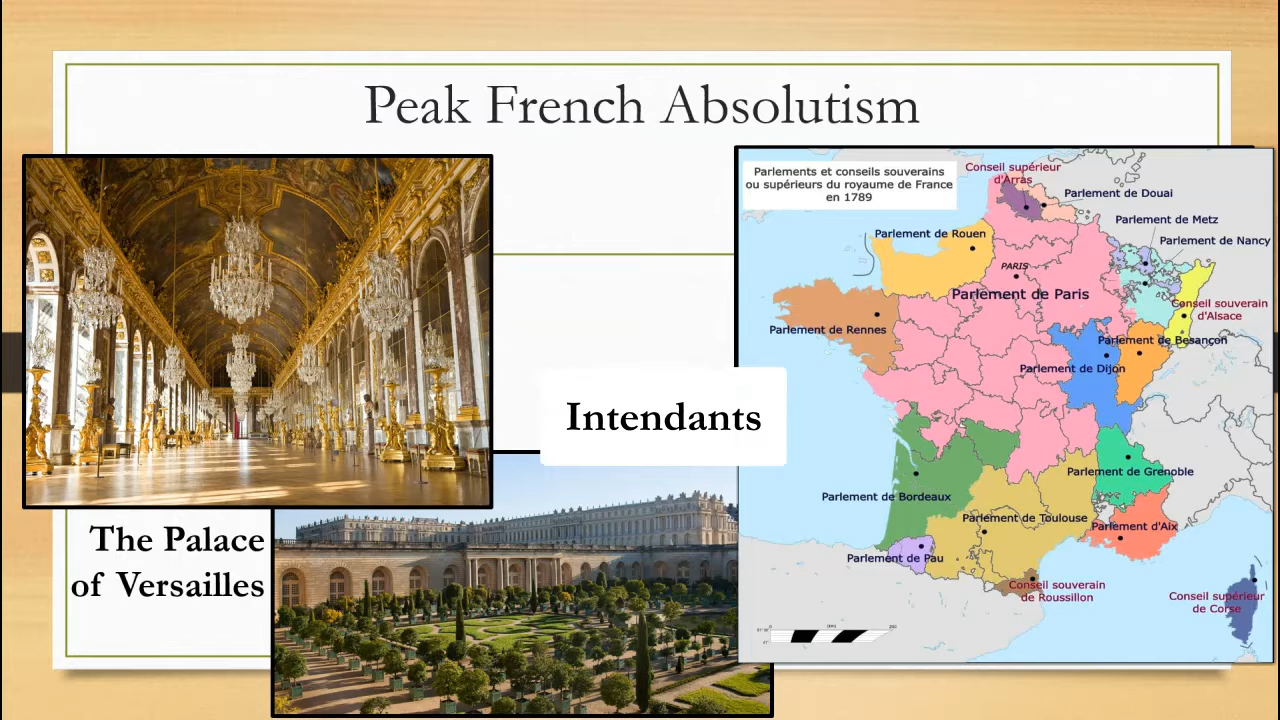 Peak French Absolutism
Parlements et conseils souverains
ou supérieurs du royaume de France
en 1789
Conseil supérieur
d'Arras
Parlement de Douai
Parlement de Metz
Parlement de Nancy
Parlement de Rouen
PARIS
Parlement de Paris
Conseil souverain
d'Alsace
Parlement de Rennes
Parlement de Besançon
Parlement de Dijon
Intendants
Parlement de Grenoble
Parlement de Bordeaux
Parlement de Toulouse
Parlement d'Aix
Parlement de Pau
Conseil souverain
de Roussillon
Conseil supérieur
de Corse
The Palace
of Versailles